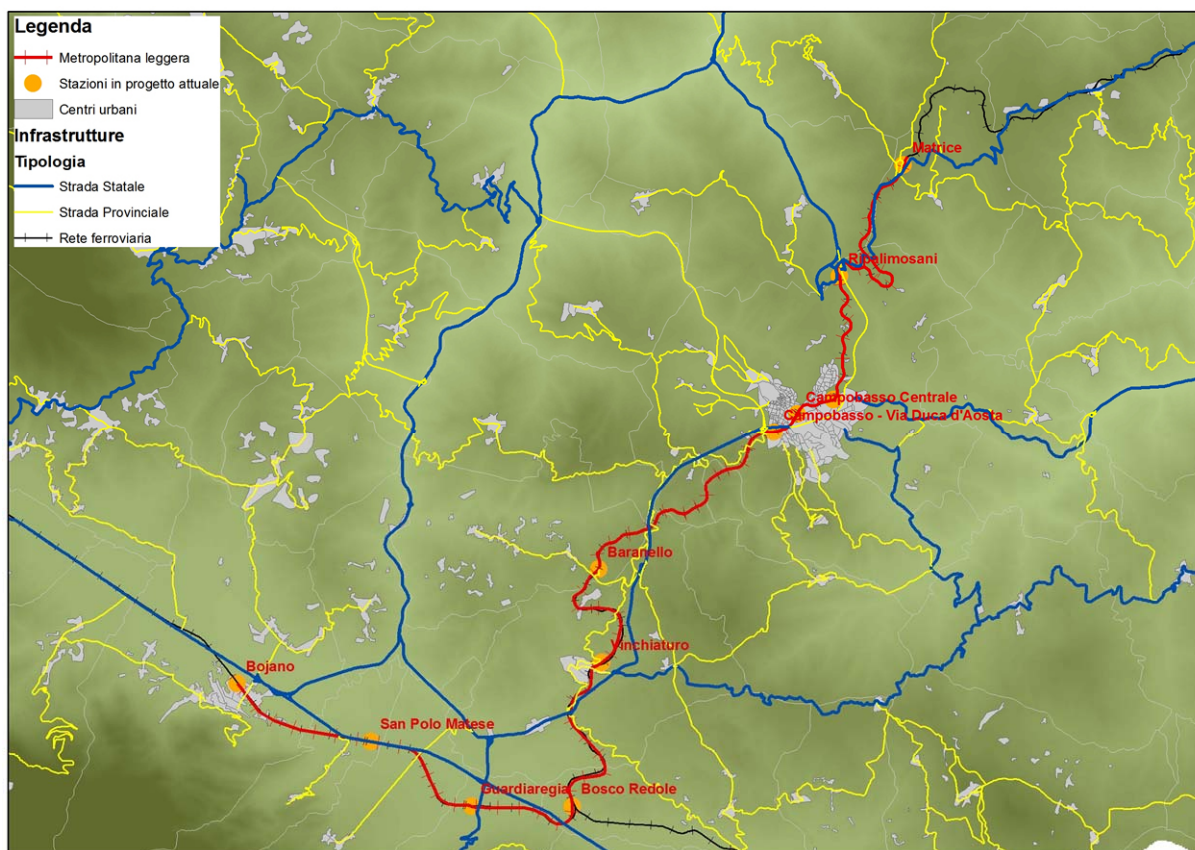 Legenda
Metropolitana leggera
Stazioni in progetto attuale
Centri urbani
Infrastrutture
Tipologia
Strada Statale
Strada Provinciale
Rete ferroviaria
Matrice
Ripalimosani
Campobasso Centrale
Campobasso - Via Duca d'Aosta
Baranello
Vinchiaturo
Bojano
San Polo Matese
Guardiaregia
Bosco Redole